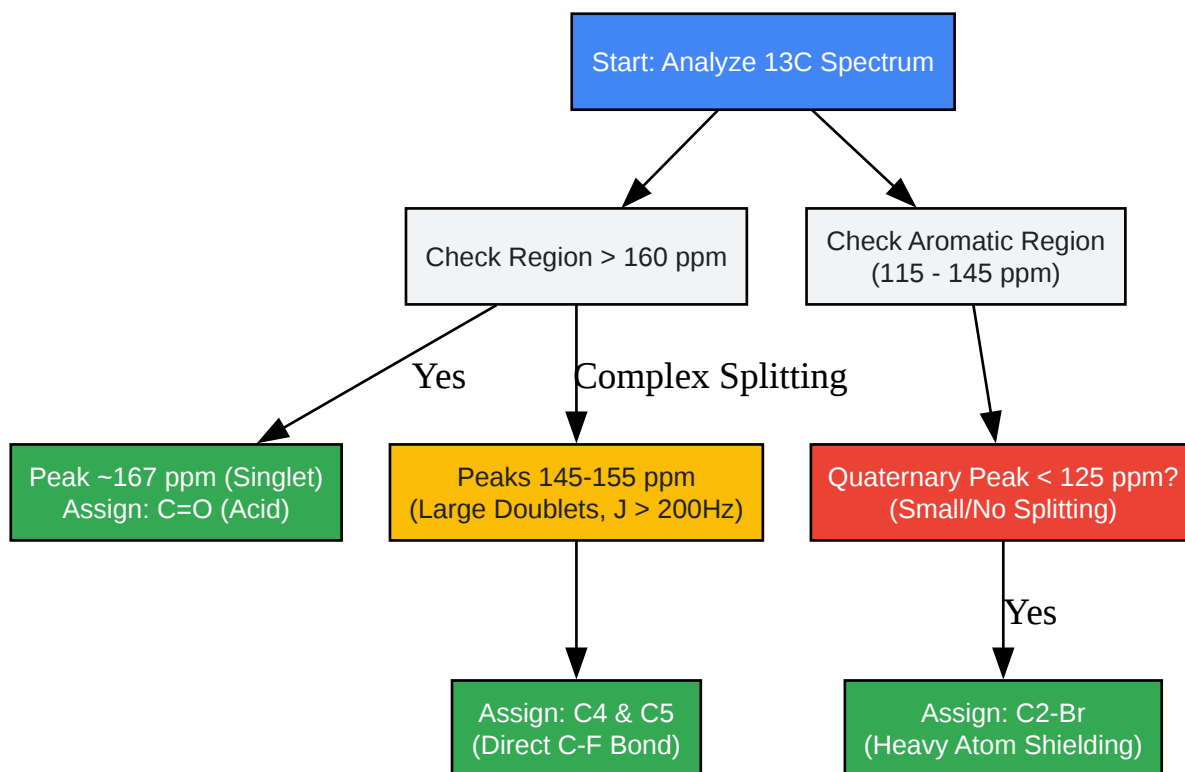 Start: Analyze 13C Spectrum
Check Region > 160 ppm
Check Aromatic Region
(115 - 145 ppm)
Yes
Complex Splitting
Peak ~167 ppm (Singlet)
Assign: C=O (Acid)
Peaks 145-155 ppm
(Large Doublets, J > 200Hz)
Quaternary Peak < 125 ppm?
(Small/No Splitting)
Yes
Assign: C4 & C5
(Direct C-F Bond)
Assign: C2-Br
(Heavy Atom Shielding)